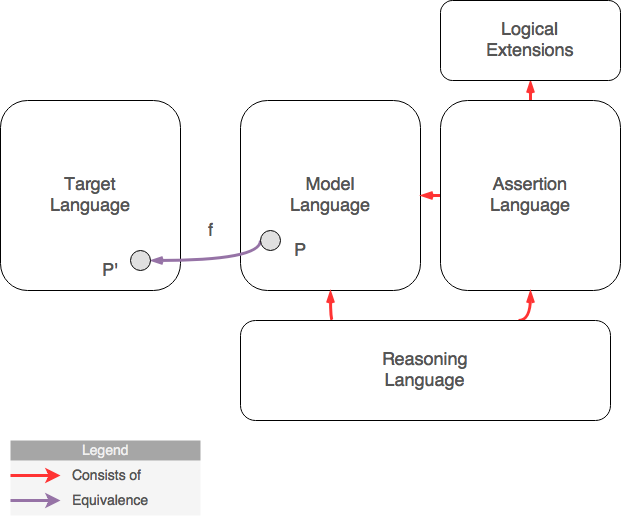 Logical
Extensions
Target
Language
Model
Language
Assertion
Language
f
P
P'
Reasoning
Language
Legend
Consists of
Equivalence